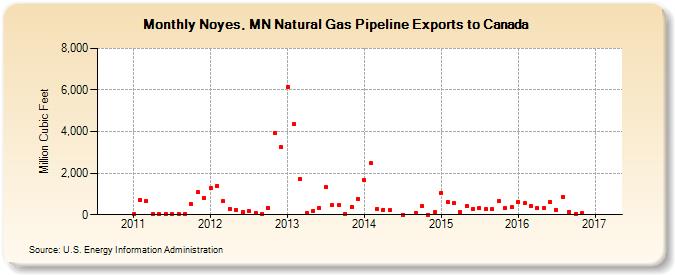 Monthly Noyes, MN Natural Gas Pipeline Exports to Canada
Million Cubic Feet
8,000
6,000
4,000
2,000
0
2011 2012 2013 2014 2015 2016 2017
Source: U.S. Energy Information Administration